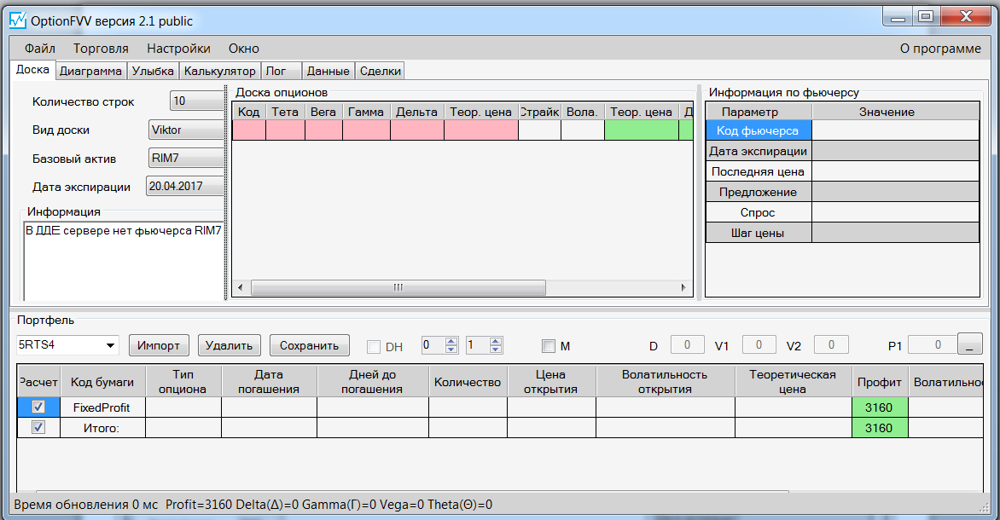 OptionFVV версия 2.1 public
Файл Торговля Настройки Окно О программе
Доска Диаграмма Улыбка Калькулятор Лог Данные Сделки
Количество строк 10
Вид доски Viktor
Базовый актив RIM7
Дата экспирации 20.04.2017
Информация
В ДДЕ сервере нет фьючерса RIM7
Доска опционов
Код Тета Вега Гамма Дельта Теор. цена Страйк Вола. Теор. цена Д
Информация по фьючерсу
Параметр Значение
Код фьючерса
Дата экспирации
Последняя цена
Предложение
Спрос
Шаг цены
Портфель
5RTS4 Импорт Удалить Сохранить DH 0 1 M D 0 V1 0 V2 0 P1 0 _
Расчет Код бумаги Тип опциона Дата погашения Дней до погашения Количество Цена открытия Волатильность открытия Теоретическая цена Профит Волатильно
FixedProfit 3160
Итого: 3160
Время обновления 0 мс Profit=3160 Delta(Δ)=0 Gamma(Γ)=0 Vega=0 Theta(Θ)=0